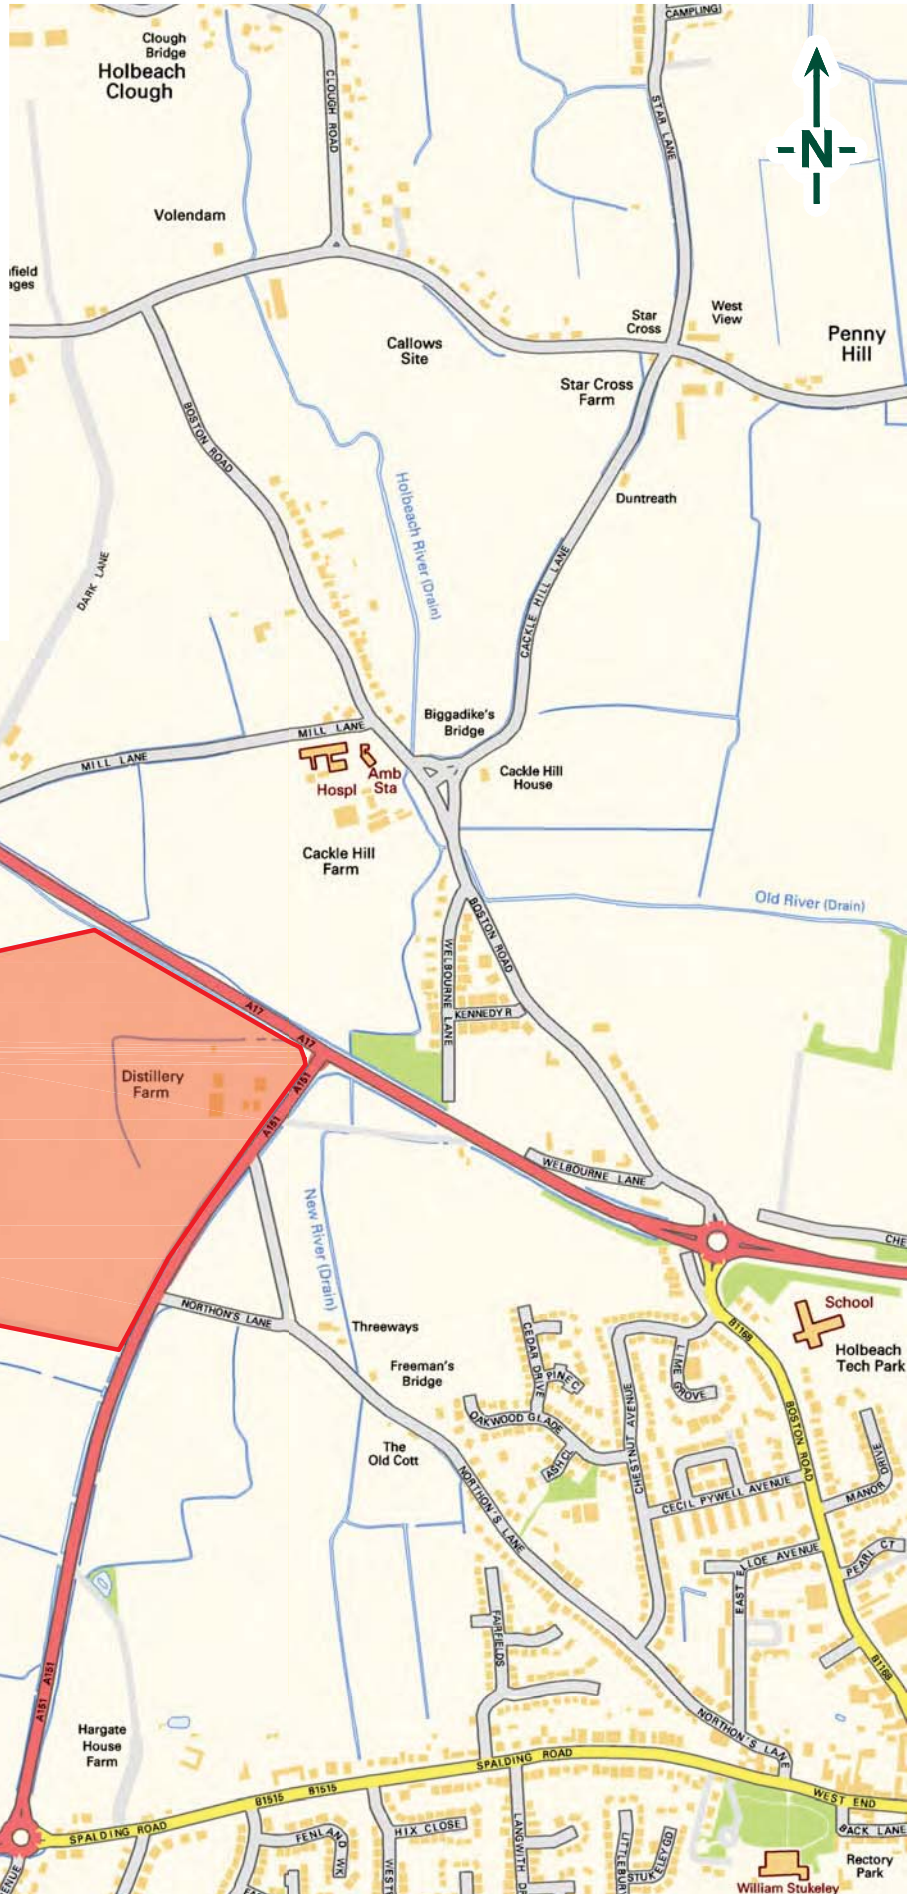 CAMPLING
Clough
Bridge
Holbeach
Clough
CLOUGH ROAD
STAR LANE
N
Volendam
nfield
ages
Star
Cross
West
View
Penny
Hill
Callows
Site
Star Cross
Farm
BOSTON ROAD
Holbeach River (Drain)
Duntreath
DARK LANE
CACKLE HILL LANE
Biggadike's
Bridge
MILL LANE
MILL LANE
Hospl
Amb
Sta
Cackle Hill
House
Cackle Hill
Farm
Old River (Drain)
BOSTON ROAD
WELBOURNE LANE
KENNEDY R
A17
A17
A151
A151
Distillery
Farm
WELBOURNE LANE
New River (Drain)
CHE
NORTHON'S LANE
Threeways
Freeman's
Bridge
CEDAR DRIVE
PINE C
OAKWOOD GLADE
ASH C
LIME GROVE
CHESTNUT AVENUE
B1168
School
Holbeach
Tech Park
BOSTON ROAD
The
Old Cott
NORTHON'S LANE
CECIL PYWELL AVENUE
MANOR DRIVE
EAST ELLOE AVENUE
PEARL CT
FAIRFIELDS
B1168
A151
A151
Hargate
House
Farm
NORTHON'S LANE
SPALDING ROAD
B1515
B1515
SPALDING ROAD
WEST END
BACK LANE
FENLAND WK
HIX CLOSE
WEST
LANGWITH DR
LITTLEBURY
STUKELEY GD
ENUE
Rectory
Park
William Stukeley